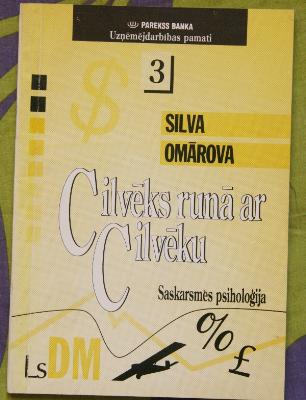 PAREKSS BANKA
Uzņēmējdarbības pamati
$
3
SILVA
OMĀROVA
Cilvēks runā ar
Cilvēku
Saskarsmes psiholoģija
% £
Ls DM